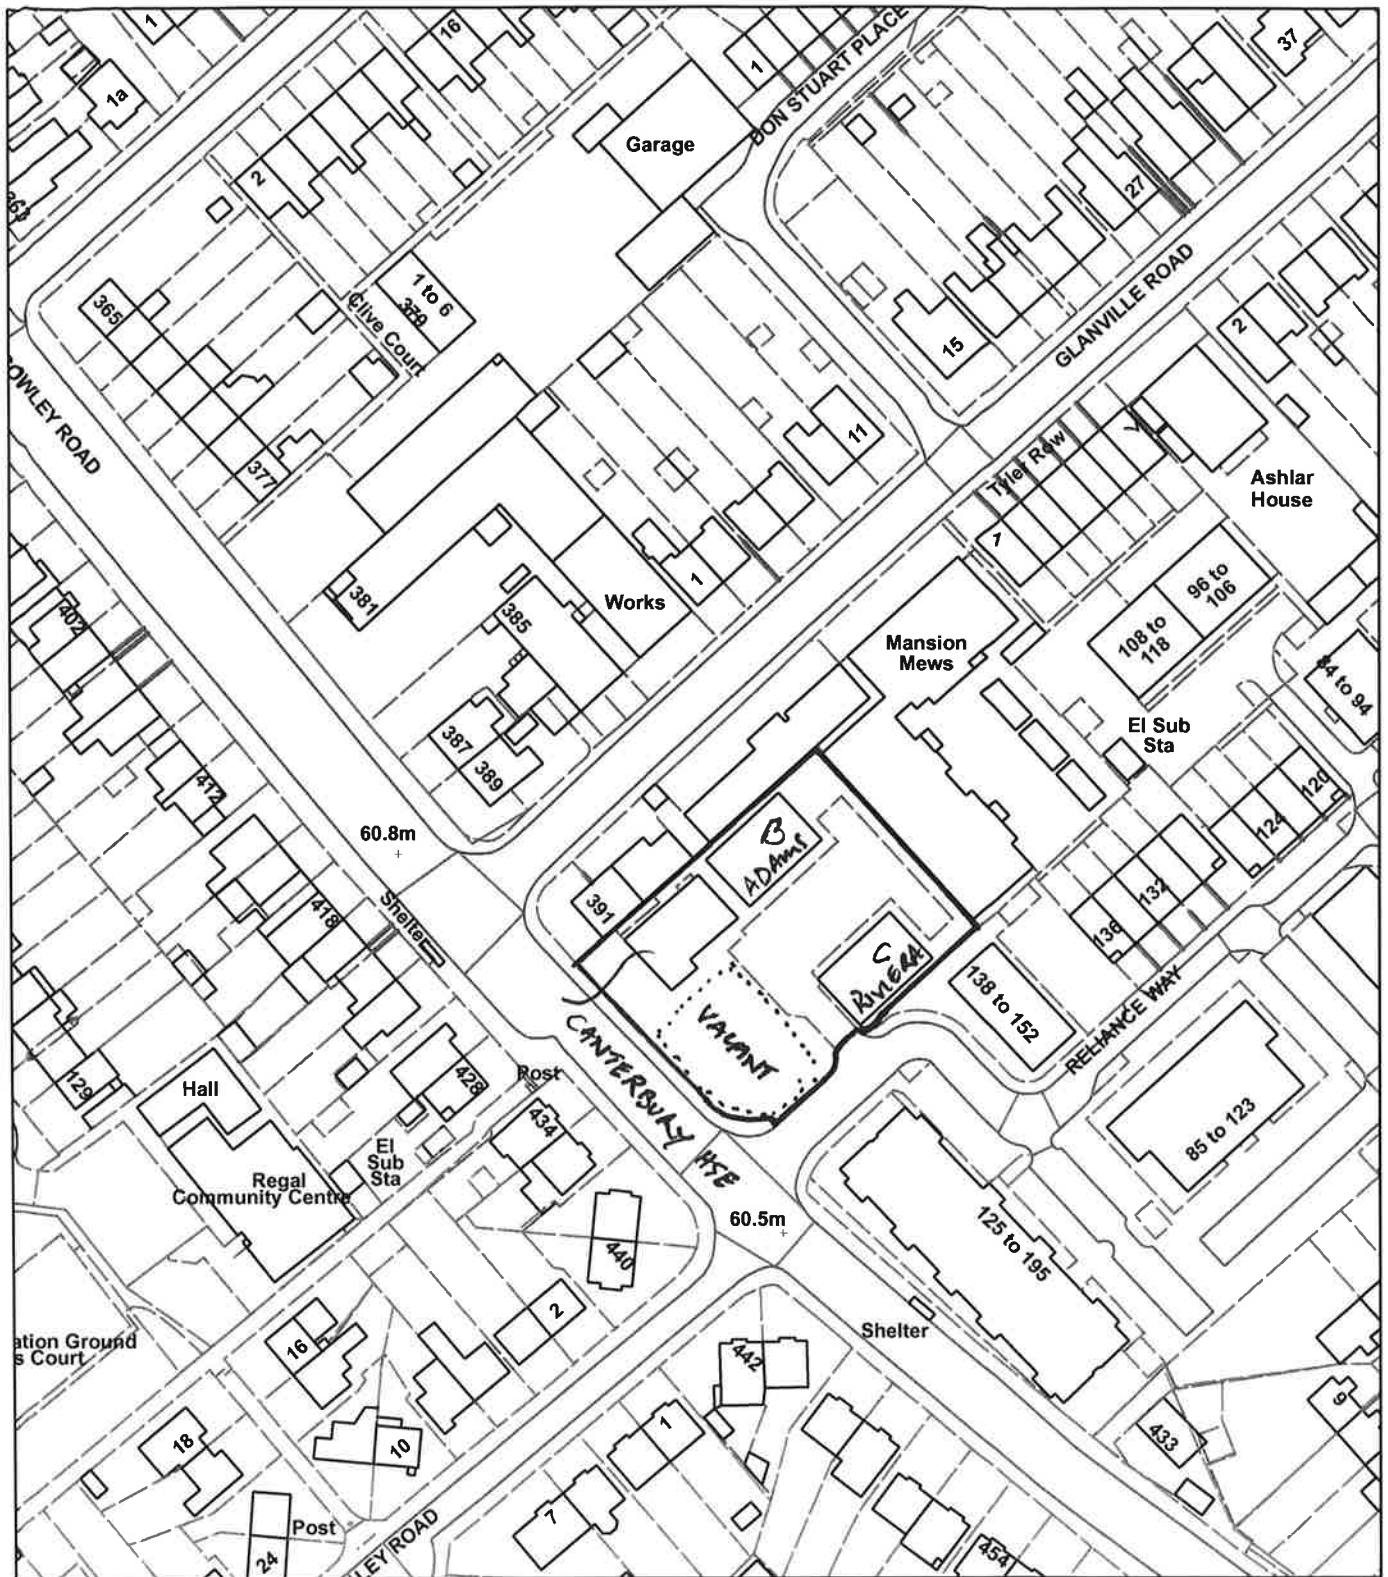 1
16
1
DON STUART PLACE
37
1a
Garage
363
2
27
1 to 6
379
Clive Court
365
GLANVILLE ROAD
2
15
OWLEY ROAD
11
377
Tyler Row
Ashlar
House
1
381
385
Works
1
96 to
106
108 to
118
Mansion
Mews
402
84 to 94
El Sub
Sta
387
389
412
120
124
60.8m
B
ADAMS
132
136
391
418
Shelter
C
RIVIERA
138 to 152
VACANT
CANTERBURY HSE
RELIANCE WAY
129
Hall
428
Post
434
85 to 123
El
Sub
Sta
Regal
Community Centre
60.5m
440
125 to 195
2
16
ation Ground
s Court
Shelter
442
9
18
10
1
433
7
Post
24
LEY ROAD
454